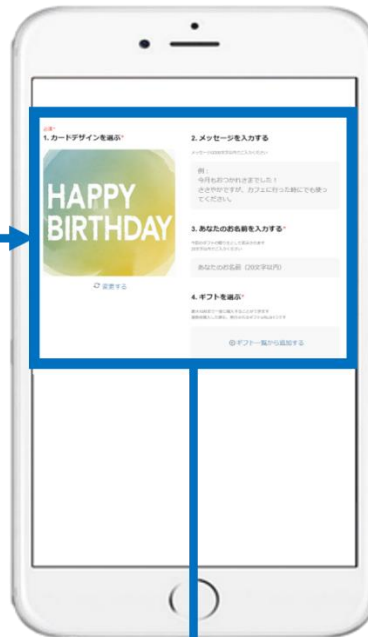 必須*
1. カードデザインを選ぶ*
HAPPY
BIRTHDAY
変更する
2. メッセージを入力する
例：
今月もおつかれさまでした！
ささやかですが、カフェに行った時にでも使っ
てください。
3. あなたのお名前を入力する*
あなたのお名前（20文字以内）
4. ギフトを選ぶ*
ギフト一覧から追加する